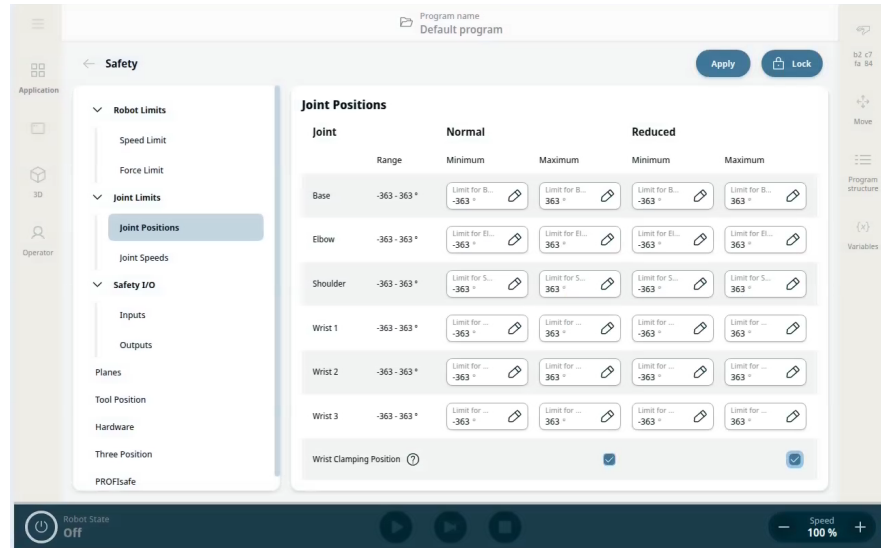 Program name
Default program
Safety
Apply
Lock
b2 c7
fa 84
Application
3D
Operator
Move
Program
structure
{x}
Variables
Robot Limits
Speed Limit
Force Limit
Joint Limits
Joint Positions
Joint Speeds
Safety I/O
Inputs
Outputs
Planes
Tool Position
Hardware
Three Position
PROFIsafe
Joint Positions
Joint Normal Reduced
Range Minimum Maximum Minimum Maximum
Limit for B... Limit for B... Limit for B... Limit for B...
Base -363 - 363 ° -363 ° 363 ° -363 ° 363 °
Limit for El... Limit for El... Limit for El... Limit for El...
Elbow -363 - 363 ° -363 ° 363 ° -363 ° 363 °
Limit for S... Limit for S... Limit for S... Limit for S...
Shoulder -363 - 363 ° -363 ° 363 ° -363 ° 363 °
Limit for ... Limit for ... Limit for ... Limit for ...
Wrist 1 -363 - 363 ° -363 ° 363 ° -363 ° 363 °
Limit for ... Limit for ... Limit for ... Limit for ...
Wrist 2 -363 - 363 ° -363 ° 363 ° -363 ° 363 °
Limit for ... Limit for ... Limit for ... Limit for ...
Wrist 3 -363 - 363 ° -363 ° 363 ° -363 ° 363 °
Wrist Clamping Position ?
Robot State
Off
Speed
100 %